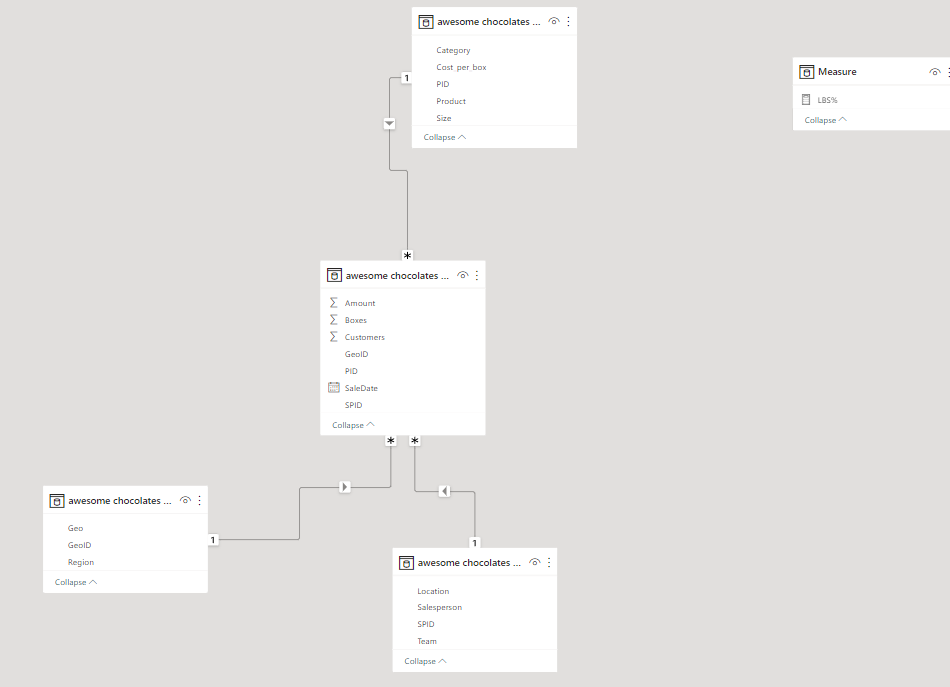 awesome chocolates ...
Category
Cost_per_box
PID
Product
Size
Collapse
Measure
LBS%
Collapse
1
*
awesome chocolates ...
Amount
Boxes
Customers
GeoID
PID
SaleDate
SPID
Collapse
* *
awesome chocolates ...
Geo
GeoID
Region
Collapse
1
1
awesome chocolates ...
Location
Salesperson
SPID
Team
Collapse